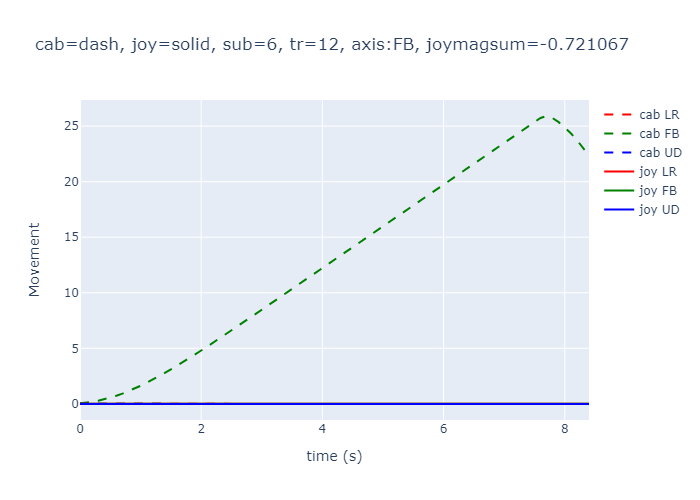 cab=dash, joy=solid, sub=6, tr=12, axis:FB, joymagsum=-0.721067
cab LR
cab FB
cab UD
joy LR
joy FB
joy UD
Movement
25
20
15
10
5
0
0 2 4 6 8
time (s)